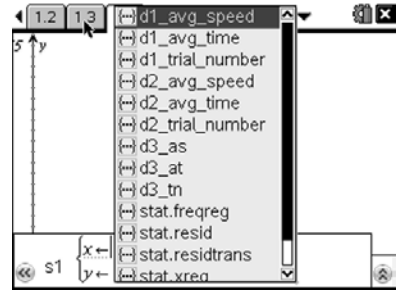 1.2 1.3
5 y
d1_avg_speed
d1_avg_time
d1_trial_number
d2_avg_speed
d2_avg_time
d2_trial_number
d3_as
d3_at
d3_tn
stat.freqreg
stat.resid
stat.residtrans
stat.xreg
s1
x←
y←